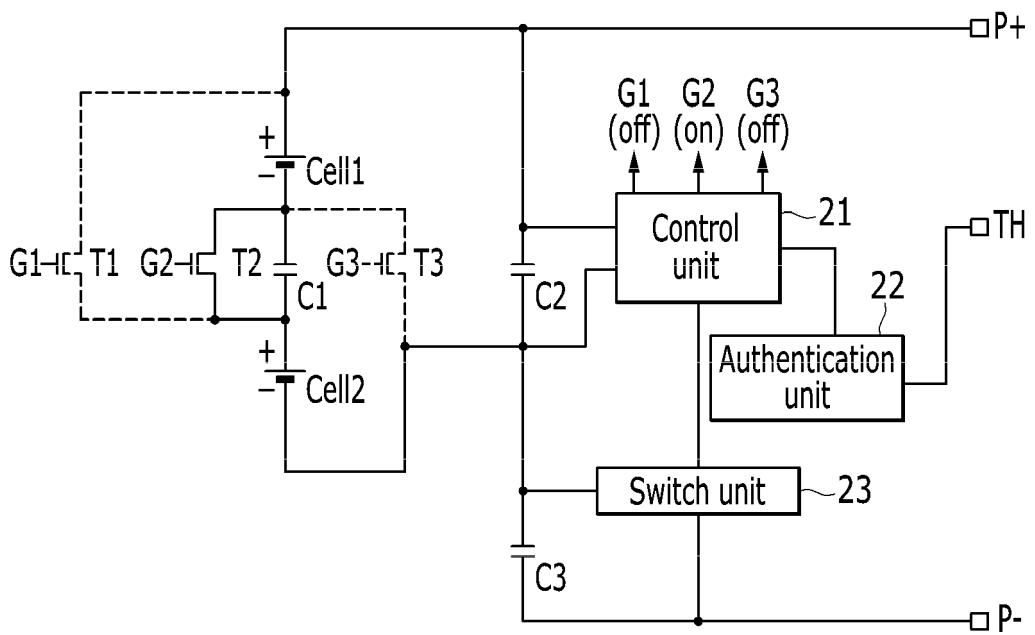 P+
G1 G2 G3
(off) (on) (off)
+
− Cell1
Control
unit
21
TH
G1 T1 G2 T2 G3 T3
C1
C2
22
Authentication
unit
+
− Cell2
Switch unit
23
C3
P-